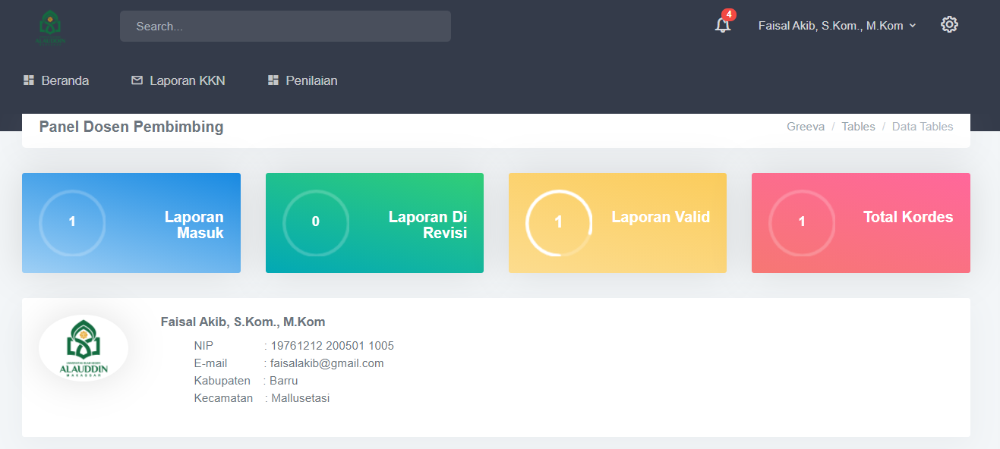 Search...
4
Faisal Akib, S.Kom., M.Kom
Beranda
Laporan KKN
Penilaian
Panel Dosen Pembimbing
Greeva / Tables / Data Tables
1
Laporan
Masuk
0
Laporan Di
Revisi
1
Laporan Valid
1
Total Kordes
ALAUDDIN
MAKASSAR
Faisal Akib, S.Kom., M.Kom
NIP : 19761212 200501 1005
E-mail : faisalakib@gmail.com
Kabupaten : Barru
Kecamatan : Mallusetasi